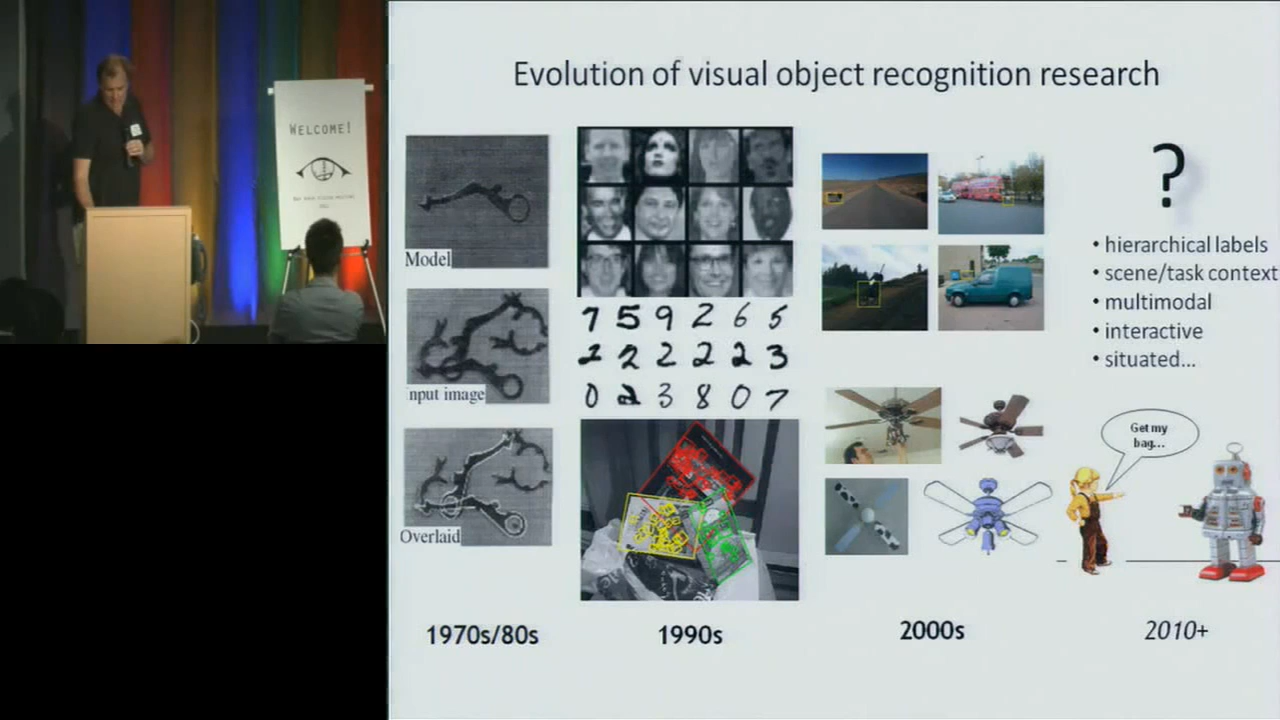 WELCOME!
Evolution of visual object recognition research
Model
nput image
Overlaid
7 5 9 2 6 5
2 2 2 2 2 3
0 2 3 8 0 7
?
• hierarchical labels
• scene/task context
• multimodal
• interactive
• situated...
Get my
bag...
1970s/80s
1990s
2000s
2010+